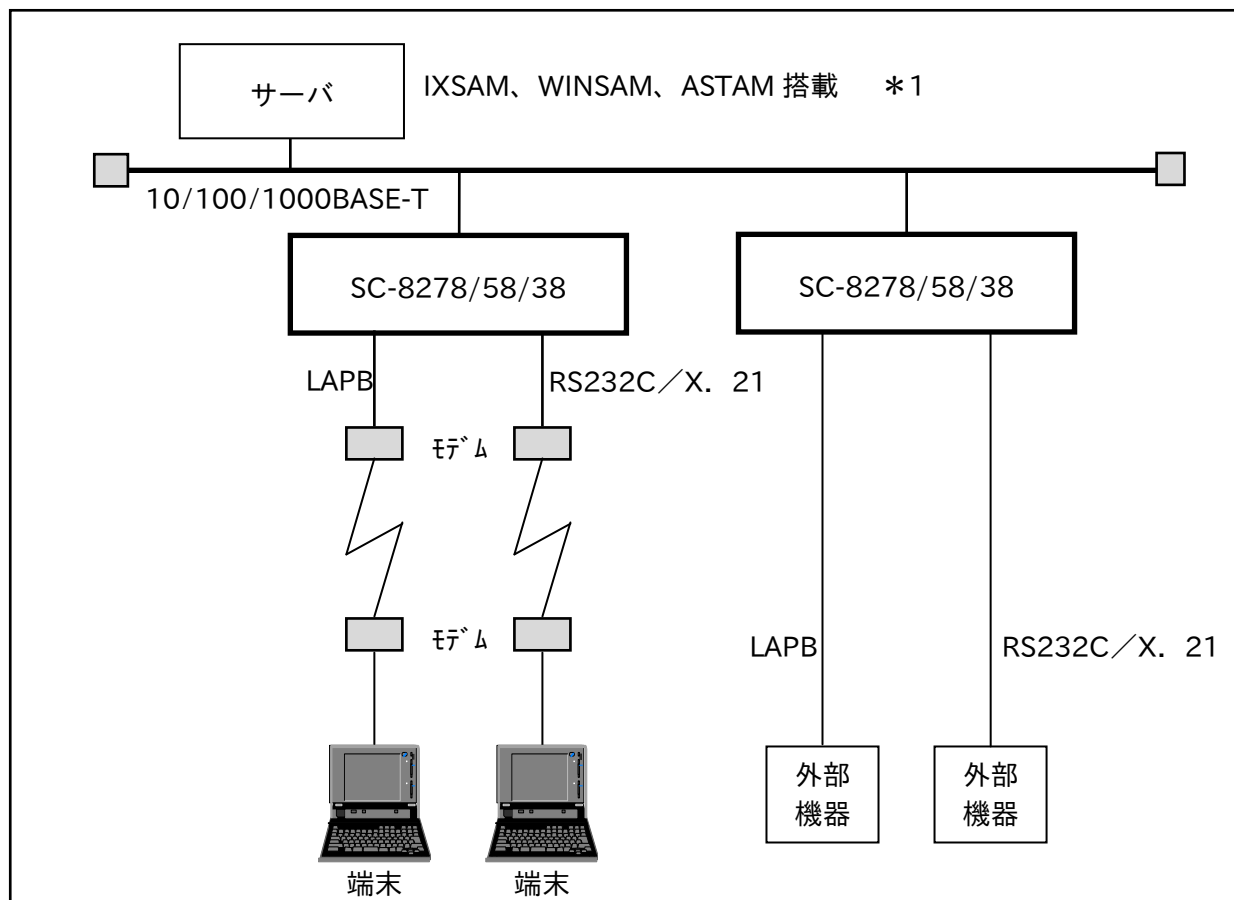 サーバ
IXSAM、WINSAM、ASTAM 搭載 ＊1
10/100/1000BASE-T
SC-8278/58/38
SC-8278/58/38
LAPB
RS232C／X．21
ﾓﾃﾞﾑ
ﾓﾃﾞﾑ
LAPB
RS232C／X．21
外部
機器
外部
機器
端末
端末